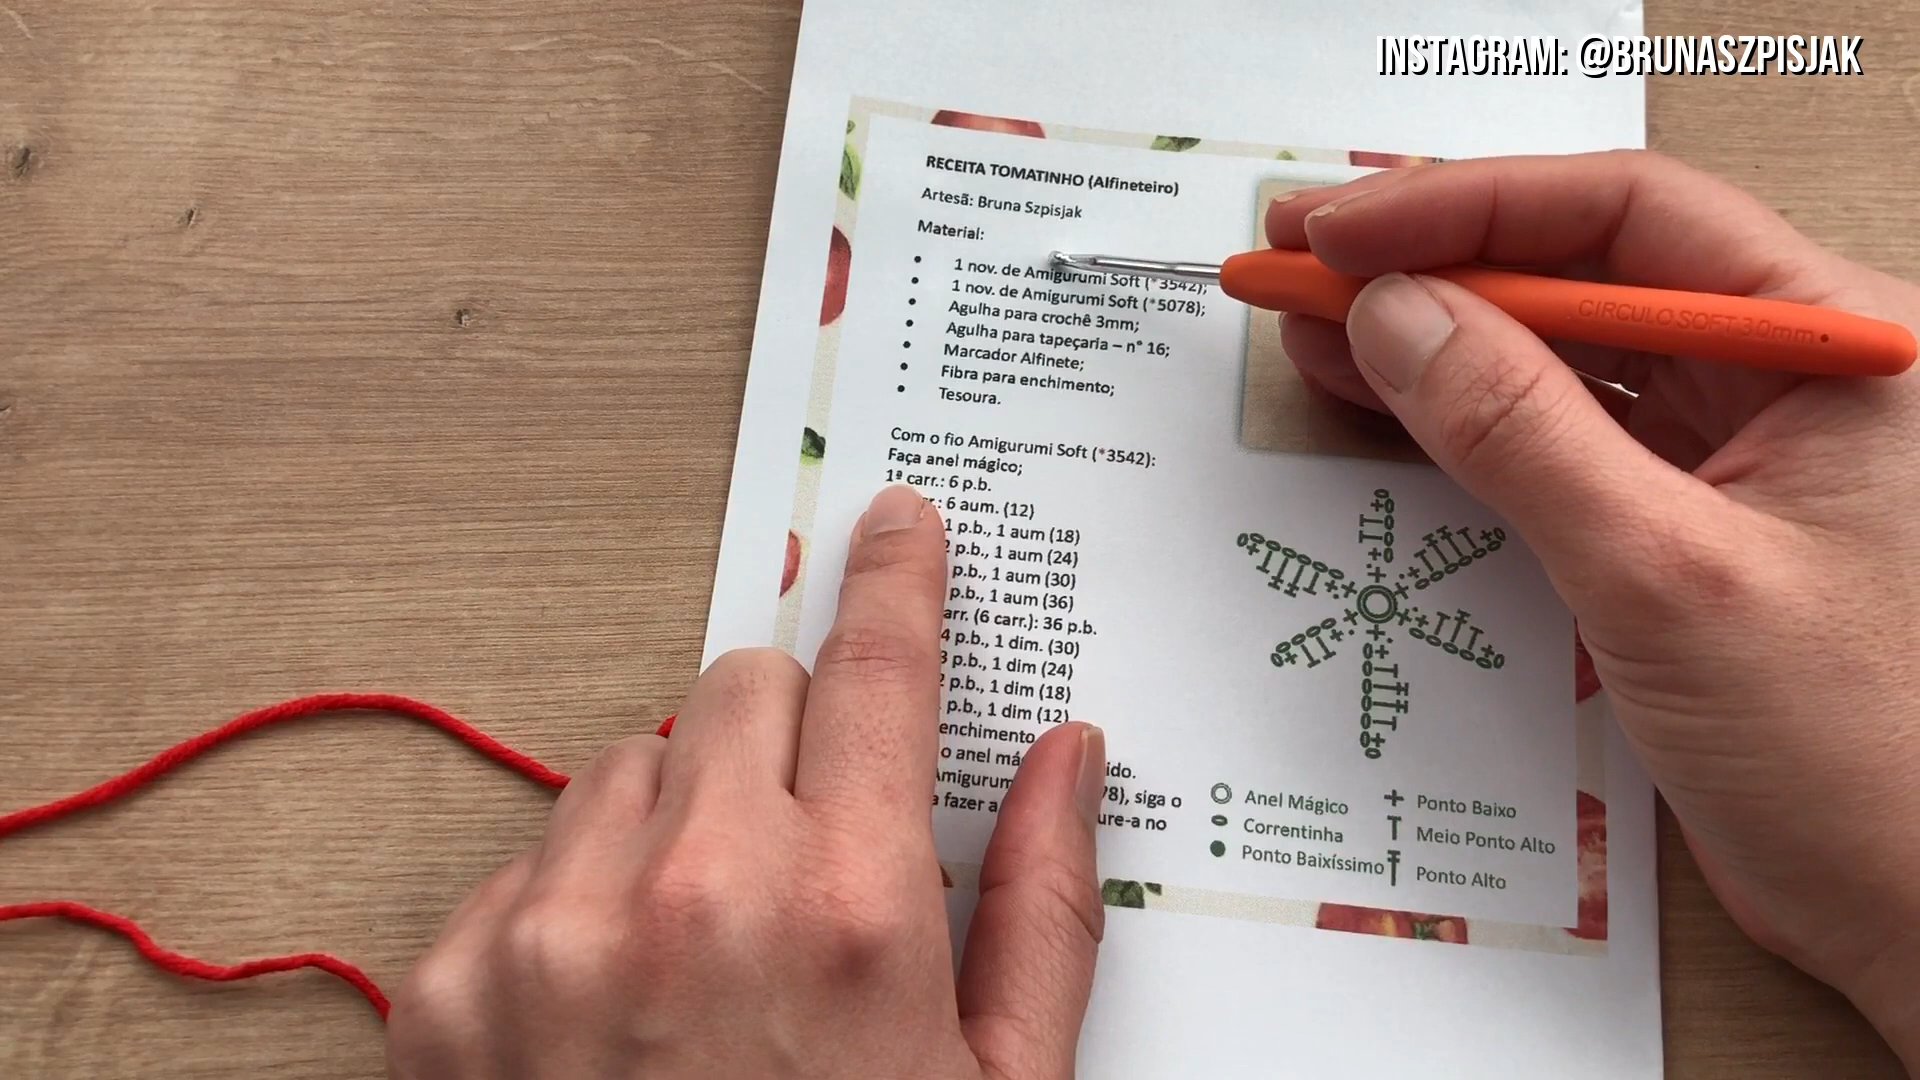 INSTAGRAM: @BRUNASZPISJAK
RECEITA TOMATINHO (Alfineteiro)
Artesã: Bruna Szpisjak
Material:
• 1 nov. de Amigurumi Soft (*3542);
• 1 nov. de Amigurumi Soft (*5078);
• Agulha para crochê 3mm;
• Agulha para tapeçaria – n° 16;
• Marcador Alfinete;
• Fibra para enchimento;
• Tesoura.
CIRCULO SOFT 3.0mm •
Com o fio Amigurumi Soft (*3542):
Faça anel mágico;
1ª carr.: 6 p.b.
: 6 aum. (12)
1 p.b., 1 aum (18)
2 p.b., 1 aum (24)
p.b., 1 aum (30)
p.b., 1 aum (36)
arr. (6 carr.): 36 p.b.
4 p.b., 1 dim. (30)
3 p.b., 1 dim (24)
2 p.b., 1 dim (18)
p.b., 1 dim (12)
enchimento
o anel má ido.
Amigurum 78), siga o
a fazer a ure-a no
Anel Mágico
Correntinha
Ponto Baixíssimo
Ponto Baixo
Meio Ponto Alto
Ponto Alto